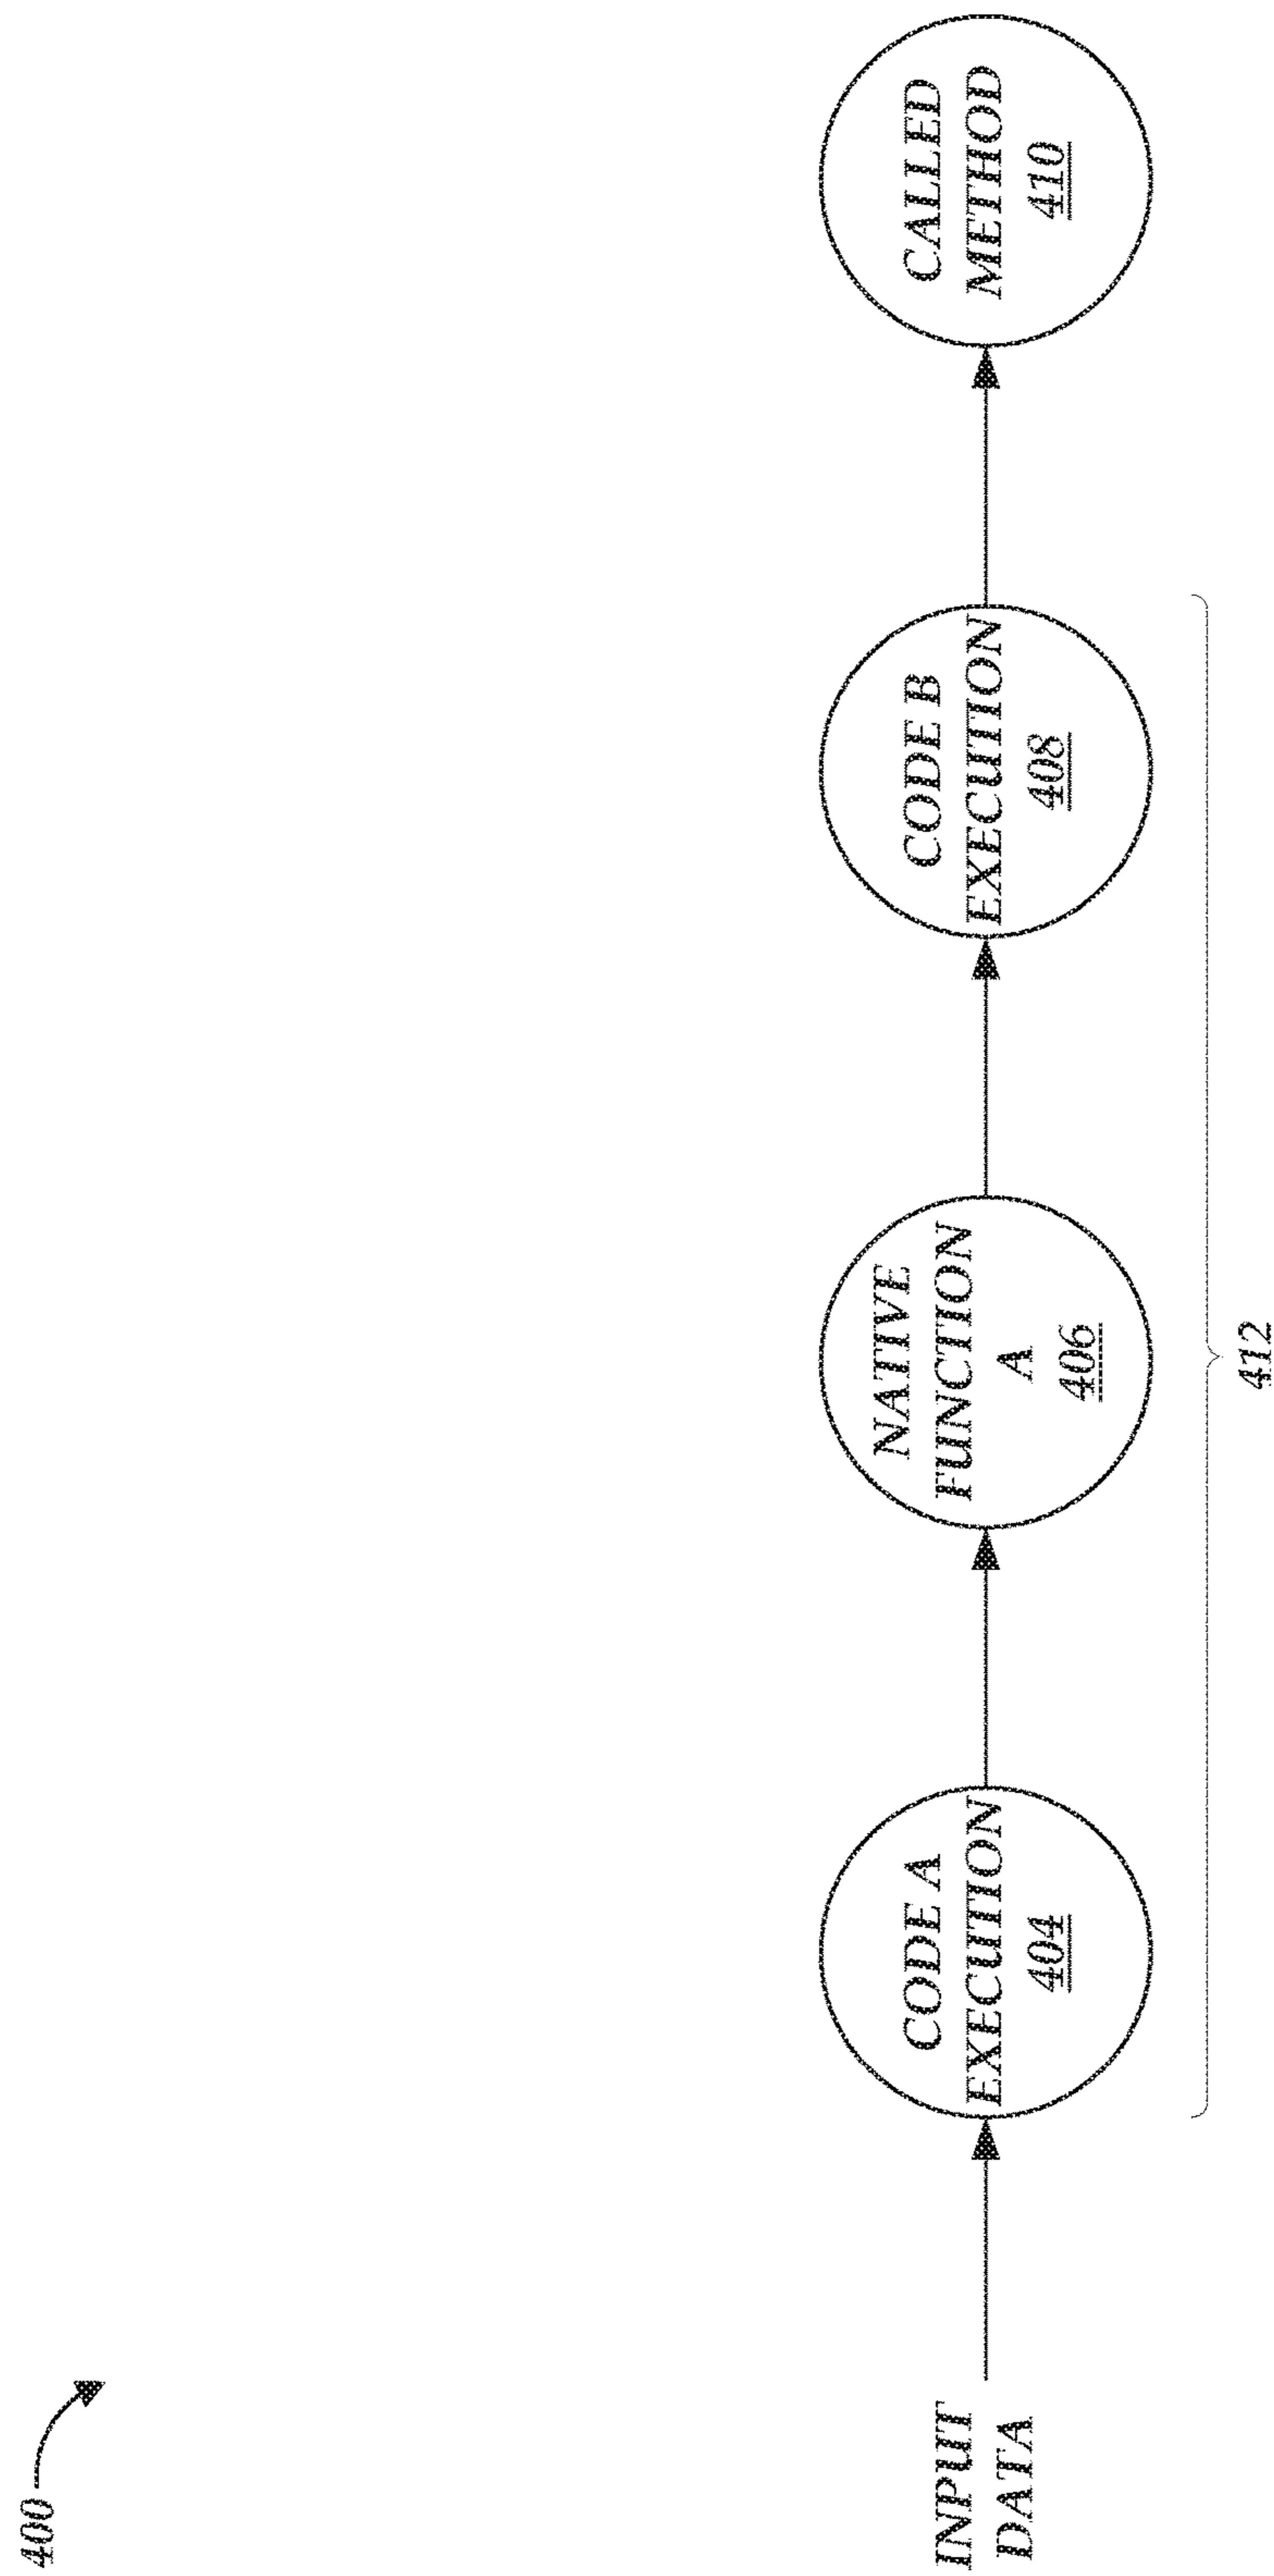 400
INPUT
DATA
CODE A
EXECUTION
404
NATIVE
FUNCTION
A
406
CODE B
EXECUTION
408
CALLED
METHOD
410
412